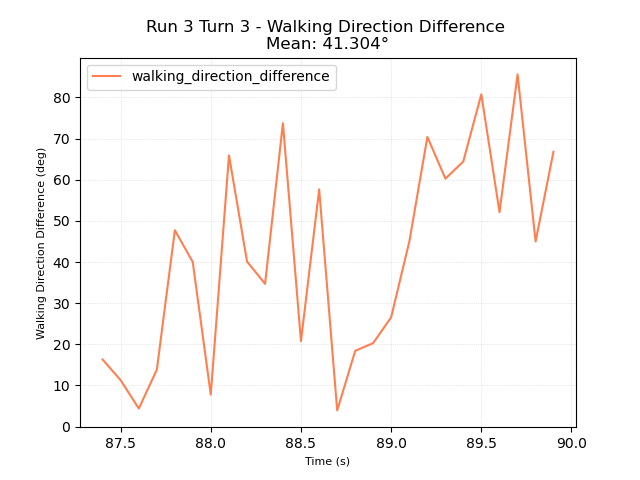 Run 3 Turn 3 - Walking Direction Difference
Mean: 41.304°
walking_direction_difference
Walking Direction Difference (deg)
80
70
60
50
40
30
20
10
0
87.5 88.0 88.5 89.0 89.5 90.0
Time (s)